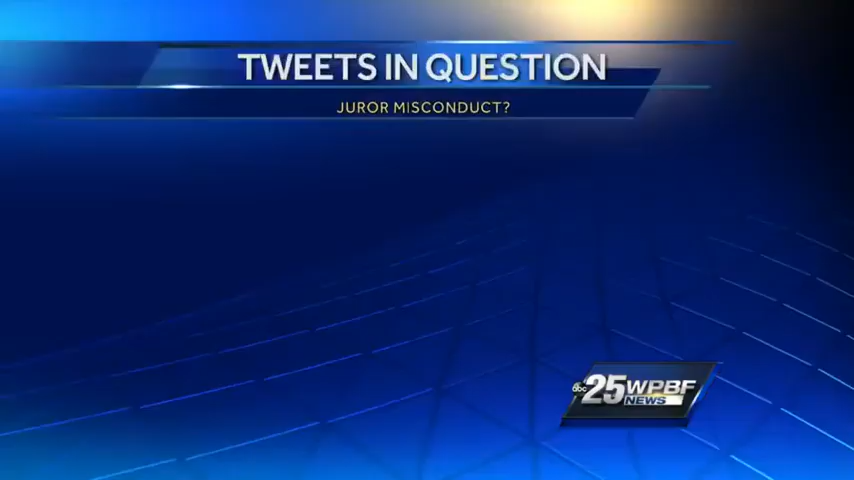 TWEETS IN QUESTION
JUROR MISCONDUCT?
abc 25 WPBF
NEWS